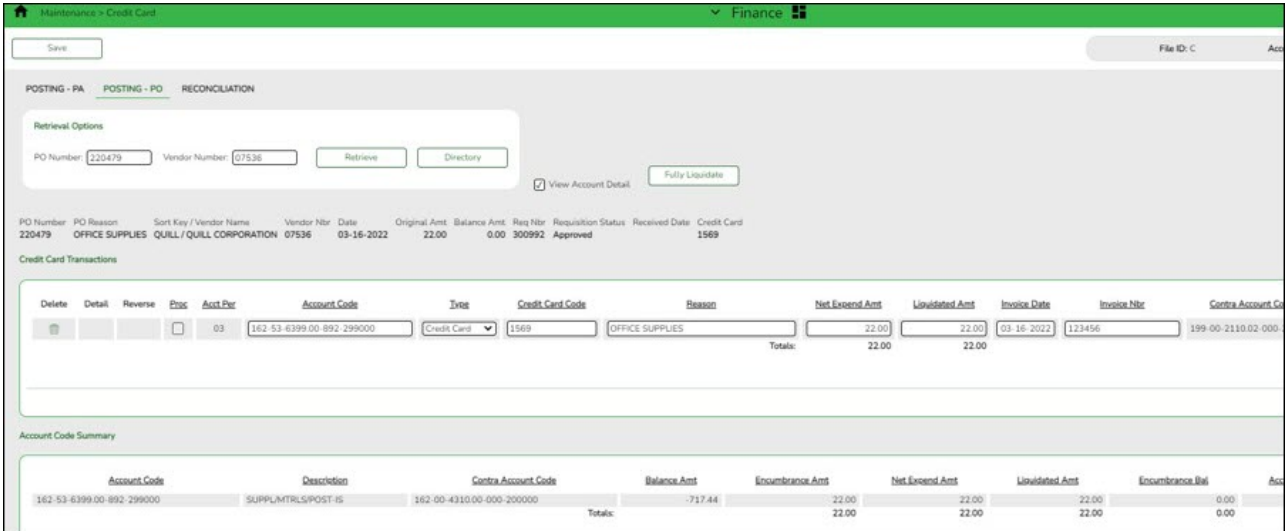 Maintenance > Credit Card Finance
Save File ID: C
POSTING - PA POSTING - PO RECONCILIATION
Retrieval Options
PO Number: 220479 Vendor Number: 07536 Retrieve Directory
View Account Detail Fully Liquidate
PO Number PO Reason Sort Key / Vendor Name Vendor Nbr Date Original Amt Balance Amt Req Nbr Requisition Status Received Date Credit Card
220479 OFFICE SUPPLIES QUILL / QUILL CORPORATION 07536 03-16-2022 22.00 0.00 300992 Approved 1569
Credit Card Transactions
Delete Detail Reverse Proc Acct Per Account Code Type Credit Card Code Reason Net Expend Amt Liquidated Amt Invoice Date Invoice Nbr Contra Account
03 162-53-6399.00-892-299000 Credit Card 1569 OFFICE SUPPLIES 22.00 22.00 03-16-2022 123456 199-00-2110.02-000-
Totals: 22.00 22.00
Account Code Summary
Account Code Description Contra Account Code Balance Amt Encumbrance Amt Net Expend Amt Liquidated Amt Encumbrance Bal
162-53-6399.00-892-299000 SUPPL/MTRLS/POST-IS 162-00-4310.00-000-200000 -717.44 22.00 22.00 22.00 0.00
Totals: 22.00 22.00 22.00 0.00